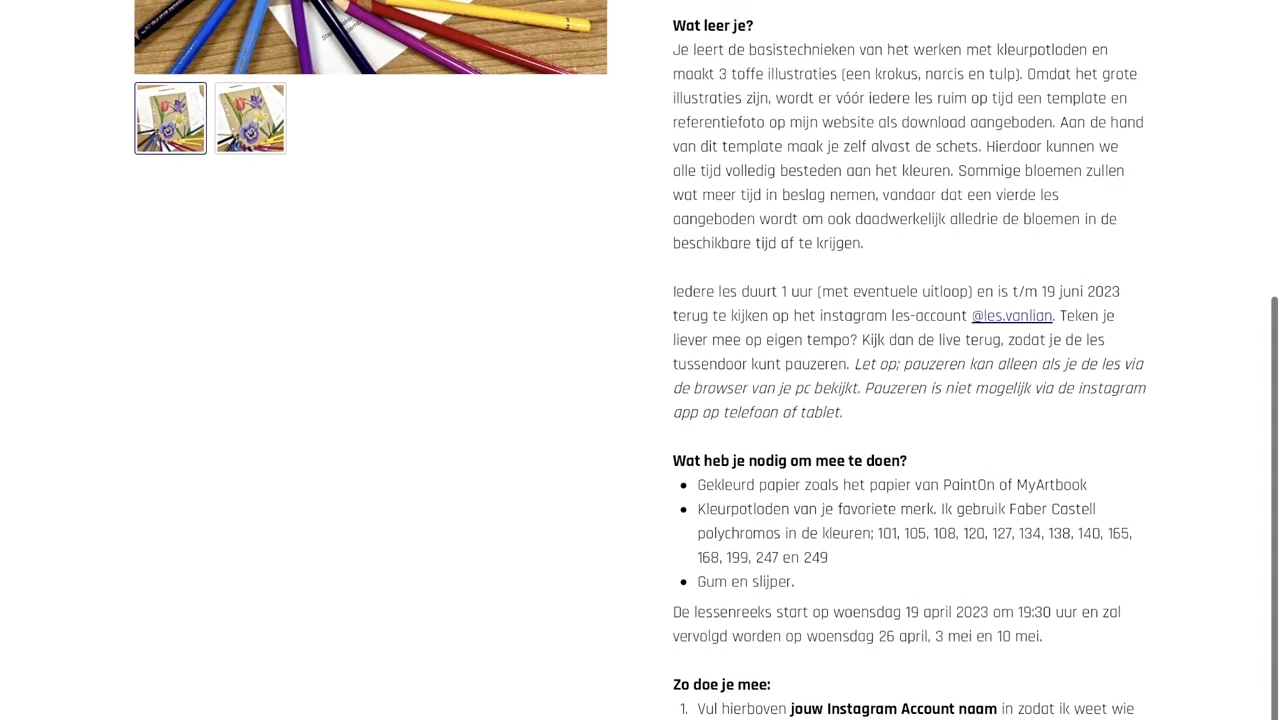 Wat leer je?
Je leert de basistechnieken van het werken met kleurpotloden en
maakt 3 toffe illustraties (een krokus, narcis en tulp). Omdat het grote
illustraties zijn, wordt er vóór iedere les ruim op tijd een template en
referentiefoto op mijn website als download aangeboden. Aan de hand
van dit template maak je zelf alvast de schets. Hierdoor kunnen we
alle tijd volledig besteden aan het kleuren. Sommige bloemen zullen
wat meer tijd in beslag nemen, vandaar dat een vierde les
aangeboden wordt om ook daadwerkelijk alledrie de bloemen in de
beschikbare tijd af te krijgen.
Iedere les duurt 1 uur (met eventuele uitloop) en is t/m 19 juni 2023
terug te kijken op het instagram les-account @les.vanlian. Teken je
liever mee op eigen tempo? Kijk dan de live terug, zodat je de les
tussendoor kunt pauzeren. Let op; pauzeren kan alleen als je de les via
de browser van je pc bekijkt. Pauzeren is niet mogelijk via de instagram
app op telefoon of tablet.
Wat heb je nodig om mee te doen?
Gekleurd papier zoals het papier van PaintOn of MyArtbook
Kleurpotloden van je favoriete merk. Ik gebruik Faber Castell
polychromos in de kleuren; 101, 105, 108, 120, 127, 134, 138, 140, 165,
168, 199, 247 en 249
Gum en slijper.
De lessenreeks start op woensdag 19 april 2023 om 19:30 uur en zal
vervolgd worden op woensdag 26 april, 3 mei en 10 mei.
Zo doe je mee:
1. Vul hierboven jouw Instagram Account naam in zodat ik weet wie